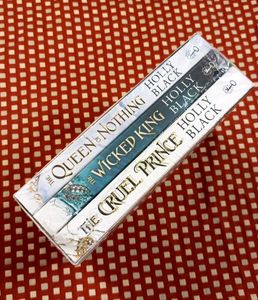 THE QUEEN OF NOTHING HOLLY BLACK
THE WICKED KING HOLLY BLACK
THE CRUEL PRINCE HOLLY BLACK